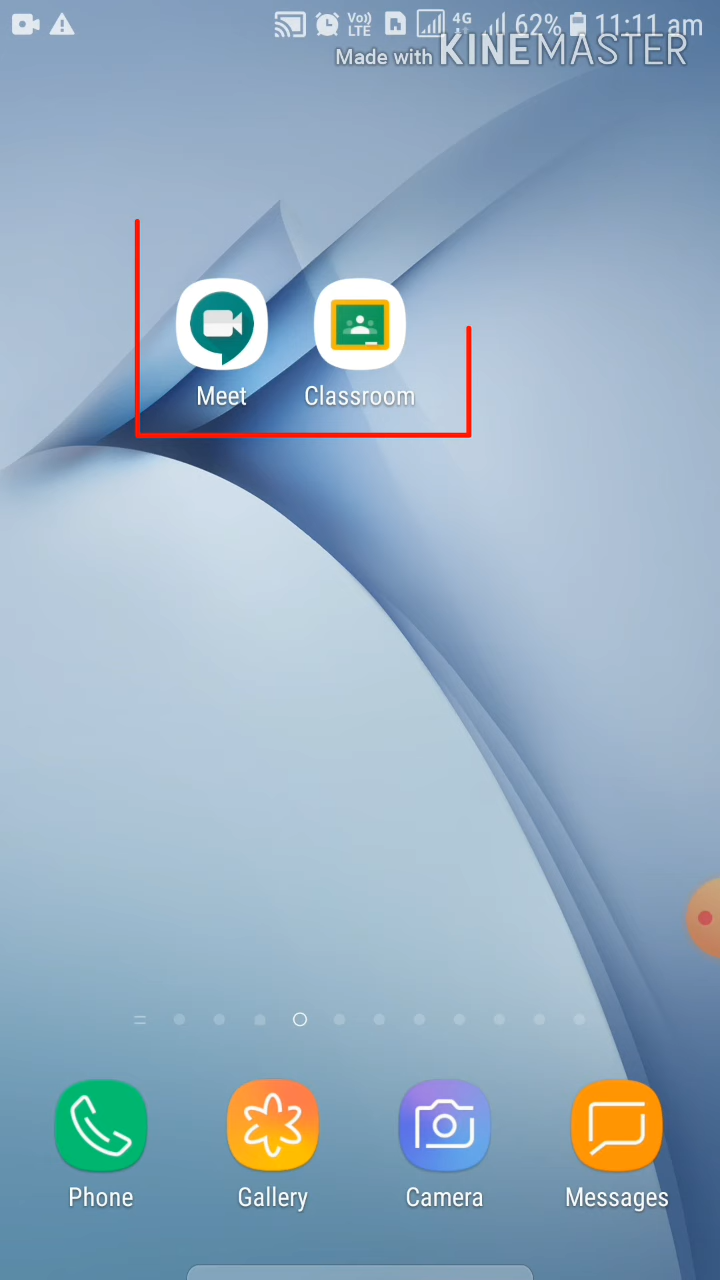 Vo)) LTE 4G 62% 11:11 am
Made with KINEMASTER
Meet Classroom
Phone Gallery Camera Messages